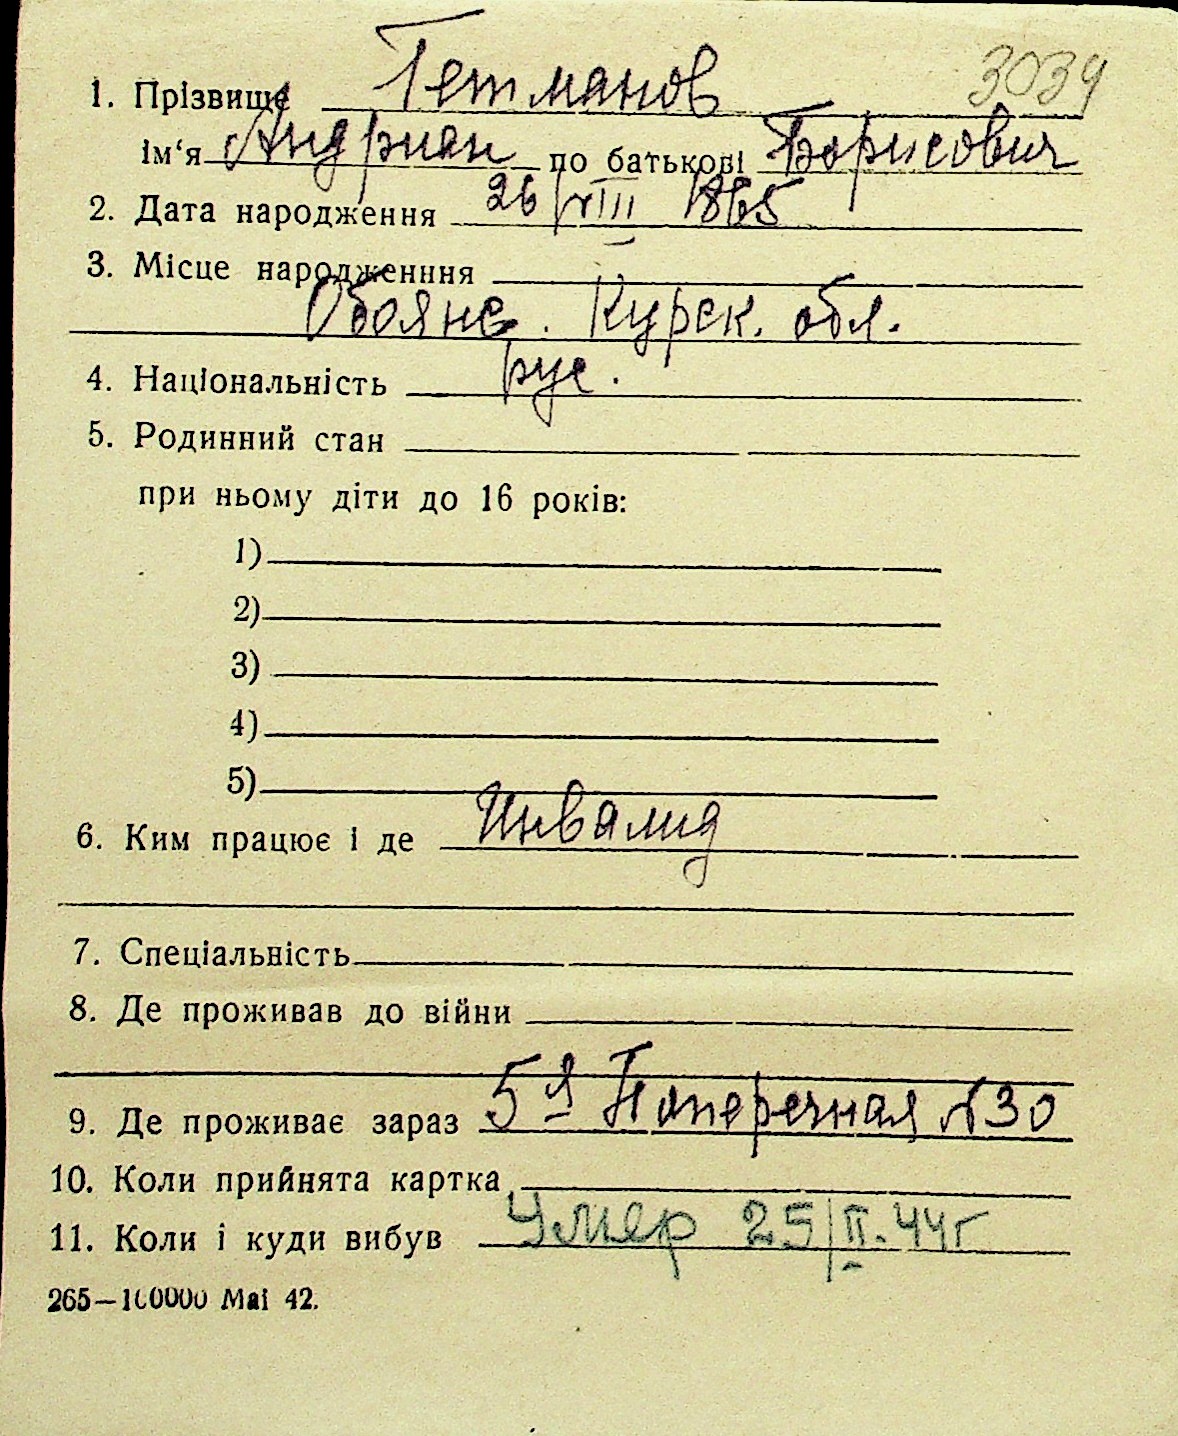 3034
1. Прізвище Гетманов
ім‘я Андриан по батькові Борисович
2. Дата народження 26/VIII 1865
3. Місце народженння
Обоянь. Курск. обл.
4. Національність рус.
5. Родинний стан
при ньому діти до 16 років:
1)
2)
3)
4)
5)
6. Ким працює і де Инвалид
7. Спеціальність
8. Де проживав до війни
9. Де проживає зараз 5я Поперечная №30
10. Коли прийнята картка
11. Коли і куди вибув Умер 25/II.44г
265—100000 Mai 42.